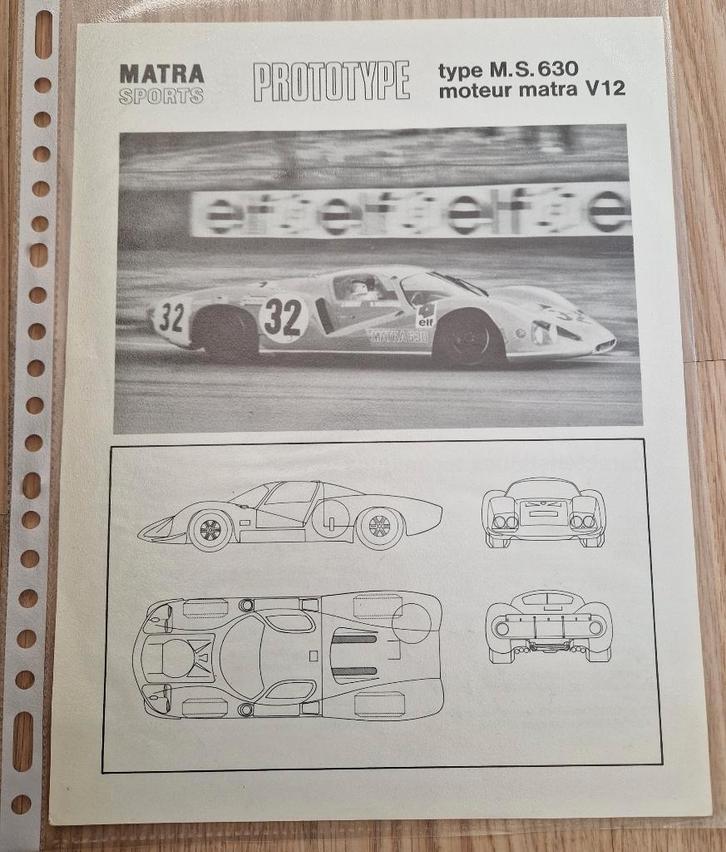 MATRA
SPORTS
PROTOTYPE
type M.S. 630
moteur matra V12
elf elf elf e
32
32
elf
MATRA 630